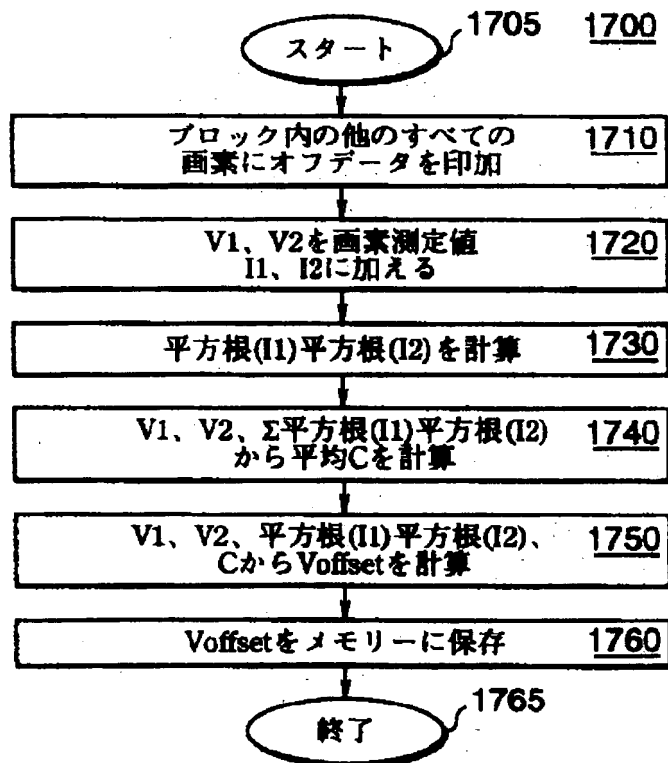 スタート
1705
1700
ブロック内の他のすべての
画素にオフデータを印加
1710
V1、V2を画素測定値
I1、I2に加える
1720
平方根(I1)平方根(I2)を計算
1730
V1、V2、Σ平方根(I1)平方根(I2)
から平均Cを計算
1740
V1、V2、平方根(I1)平方根(I2)、
CからVoffsetを計算
1750
Voffsetをメモリーに保存
1760
終了
1765